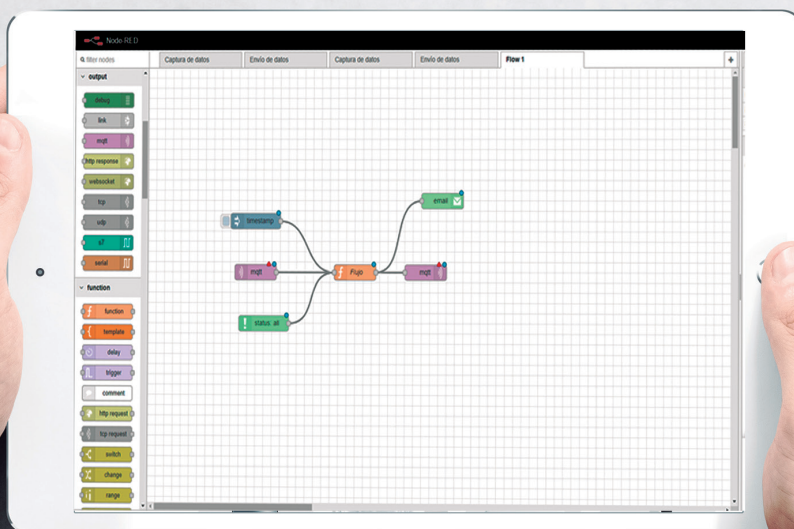 Node-RED
filter nodes
Captura de datos
Envío de datos
Captura de datos
Envío de datos
Flow 1
+
output
debug
link
mqtt
http response
websocket
tcp
udp
s7
serial
function
function
template
delay
trigger
comment
http request
tcp request
switch
change
range
timestamp
mqtt
status all
Flujo
email
mqtt